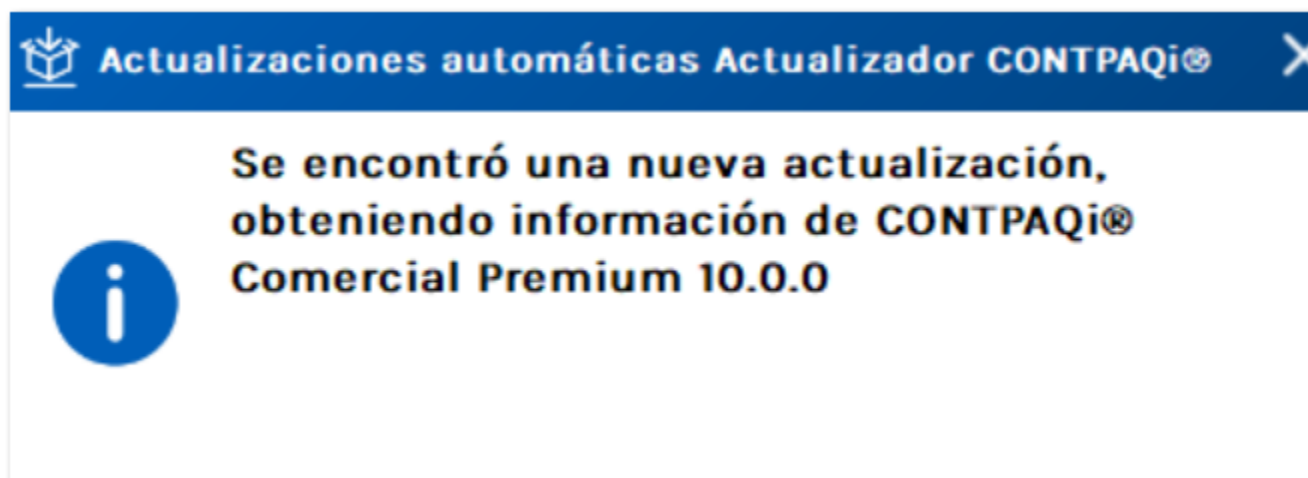 Actualizaciones automáticas Actualizador CONTPAQi®
Se encontró una nueva actualización,
obteniendo información de CONTPAQi®
Comercial Premium 10.0.0